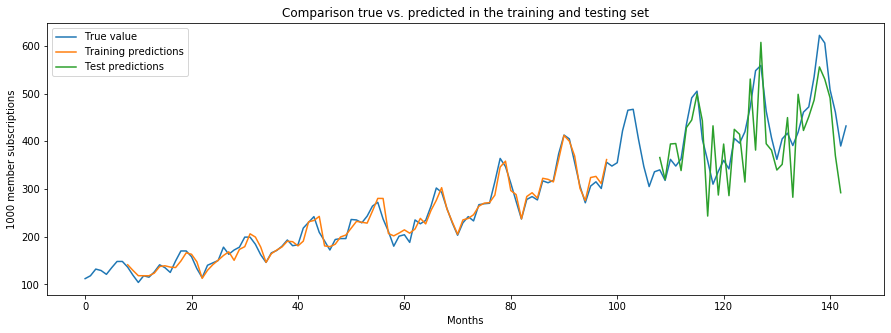 Comparison true vs. predicted in the training and testing set
True value
Training predictions
Test predictions
1000 member subscriptions
600
500
400
300
200
100
0 20 40 60 80 100 120 140
Months